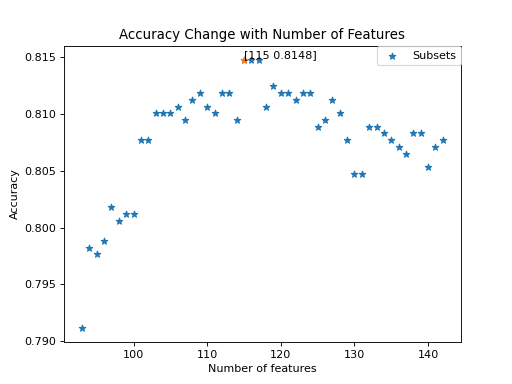 Accuracy Change with Number of Features
[115 0.8148]
Subsets
0.815
0.810
0.805
0.800
0.795
0.790
Accuracy
100 110 120 130 140
Number of features